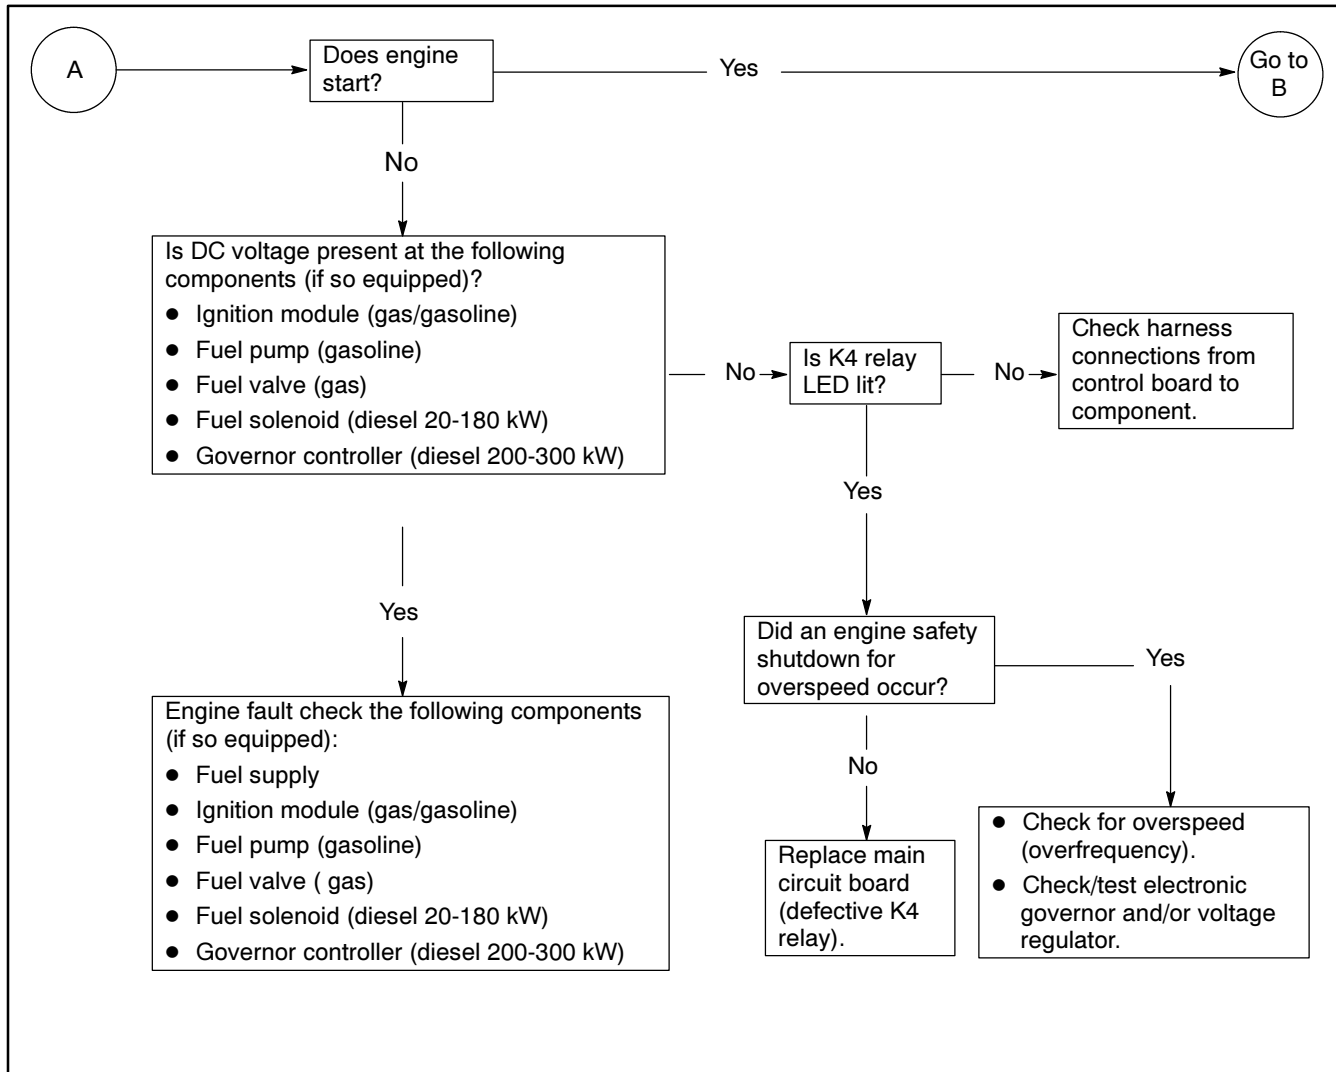 A
Does engine
start?
Yes
Go to
B
No
Is DC voltage present at the following
components (if so equipped)?
● Ignition module (gas/gasoline)
● Fuel pump (gasoline)
● Fuel valve (gas)
● Fuel solenoid (diesel 20-180 kW)
● Governor controller (diesel 200-300 kW)
No
Is K4 relay
LED lit?
No
Check harness
connections from
control board to
component.
Yes
Yes
Did an engine safety
shutdown for
overspeed occur?
Yes
Engine fault check the following components
(if so equipped):
● Fuel supply
● Ignition module (gas/gasoline)
● Fuel pump (gasoline)
● Fuel valve ( gas)
● Fuel solenoid (diesel 20-180 kW)
● Governor controller (diesel 200-300 kW)
No
Replace main
circuit board
(defective K4
relay).
● Check for overspeed
(overfrequency).
● Check/test electronic
governor and/or voltage
regulator.